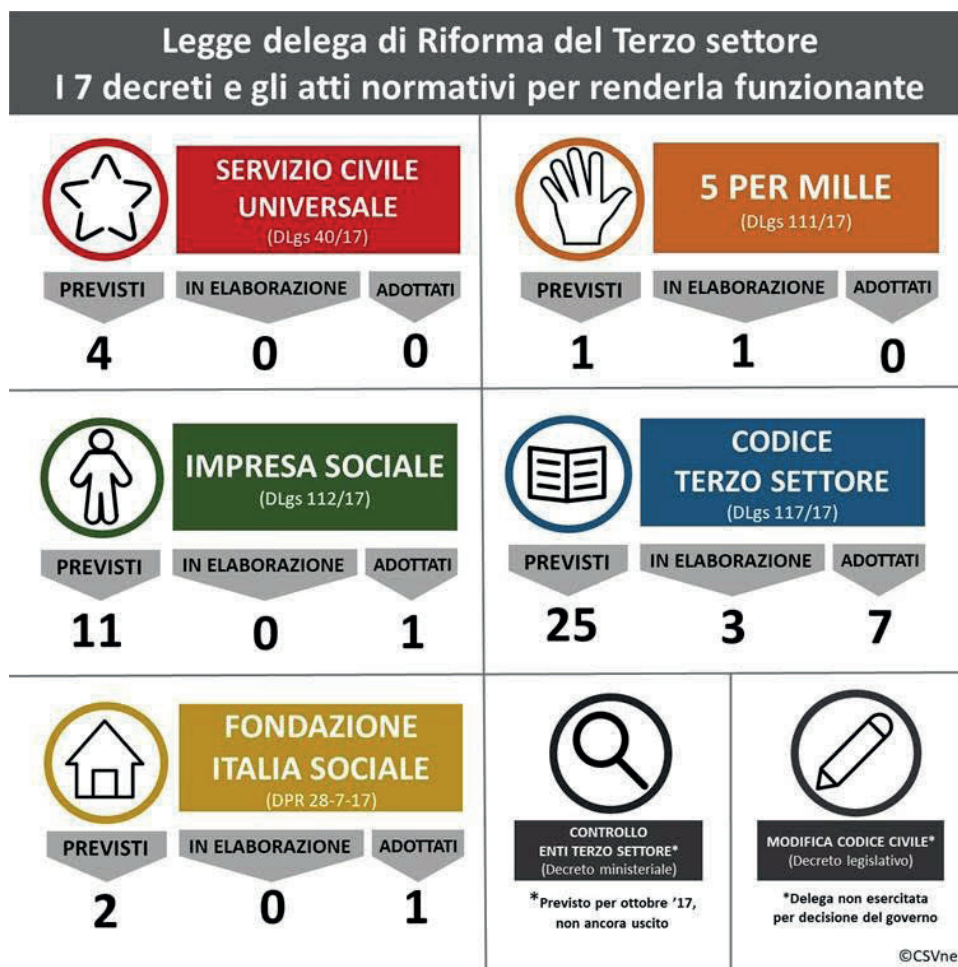 Legge delega di Riforma del Terzo settore
I 7 decreti e gli atti normativi per renderla funzionante
SERVIZIO CIVILE
UNIVERSALE
(DLgs 40/17)
PREVISTI IN ELABORAZIONE ADOTTATI
4 0 0
5 PER MILLE
(DLgs 111/17)
PREVISTI IN ELABORAZIONE ADOTTATI
1 1 0
IMPRESA SOCIALE
(DLgs 112/17)
PREVISTI IN ELABORAZIONE ADOTTATI
11 0 1
CODICE
TERZO SETTORE
(DLgs 117/17)
PREVISTI IN ELABORAZIONE ADOTTATI
25 3 7
FONDAZIONE
ITALIA SOCIALE
(DPR 28-7-17)
PREVISTI IN ELABORAZIONE ADOTTATI
2 0 1
CONTROLLO
ENTI TERZO SETTORE*
(Decreto ministeriale)
*Previsto per ottobre '17,
non ancora uscito
MODIFICA CODICE CIVILE*
(Decreto legislativo)
*Delega non esercitata
per decisione del governo
©CSVne